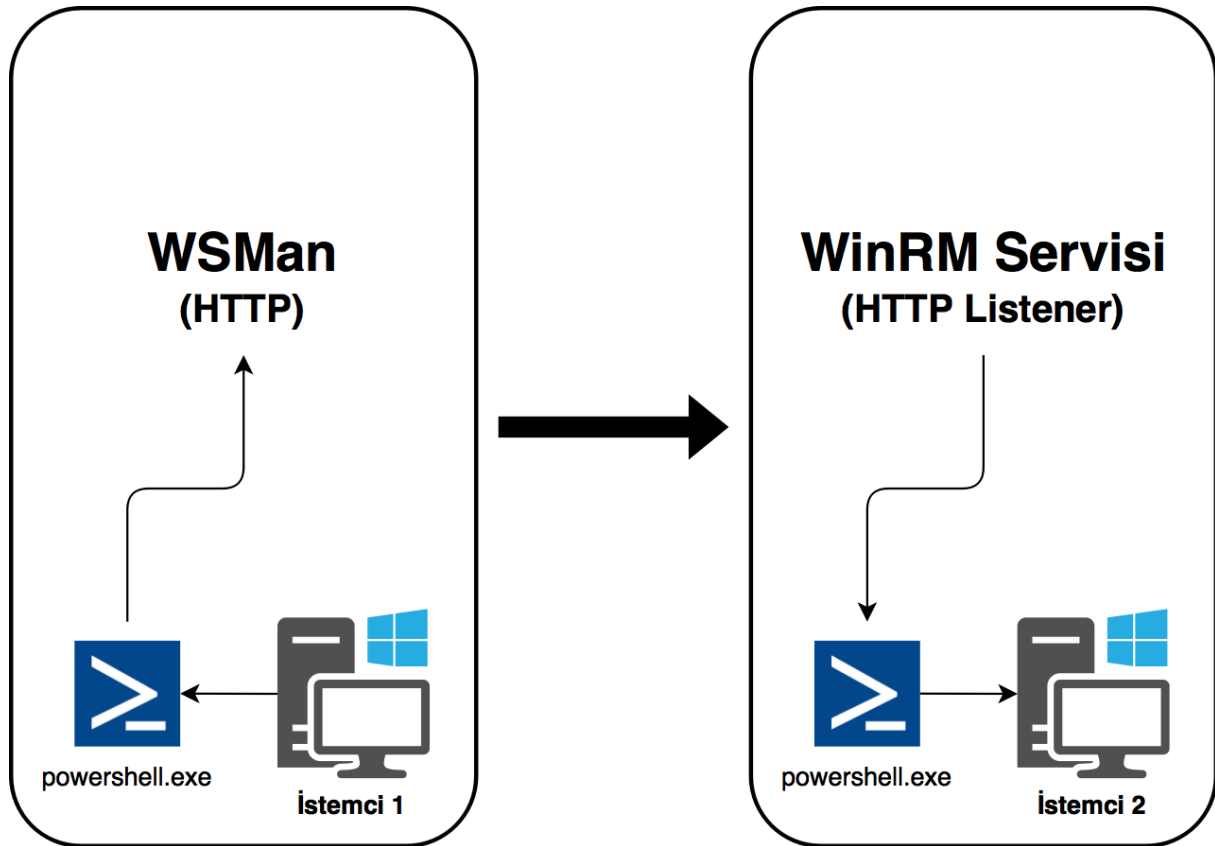 WSMan
(HTTP)
powershell.exe
İstemci 1
WinRM Servisi
(HTTP Listener)
powershell.exe
İstemci 2